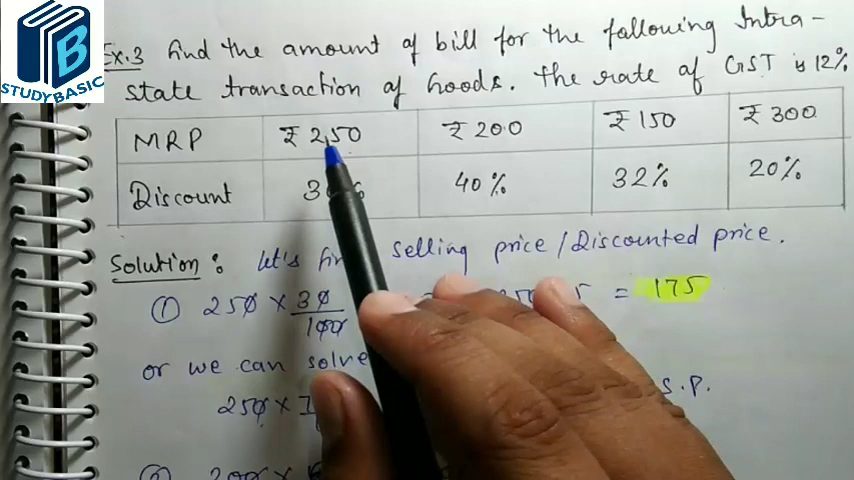 B
STUDYBASIC
Ex.3 Find the amount of bill for the following Intra-
state transaction of Goods. The rate of GST is 12%
MRP ₹ 250 ₹ 200 ₹ 150 ₹ 300
Discount 40% 32% 20%
Solution: selling price / Discounted price.
① 250 × 30/100 = 175
or we can solve
250 × S.P.